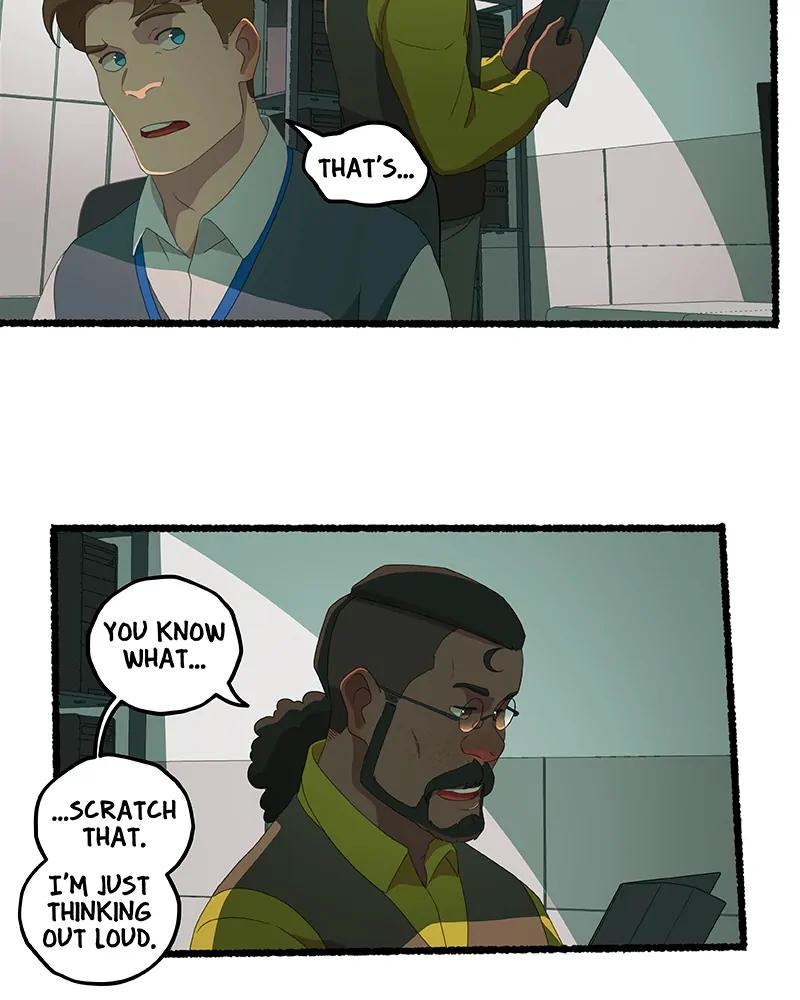 THAT'S...
YOU KNOW
WHAT...
...SCRATCH
THAT.
I'M JUST
THINKING
OUT LOUD.